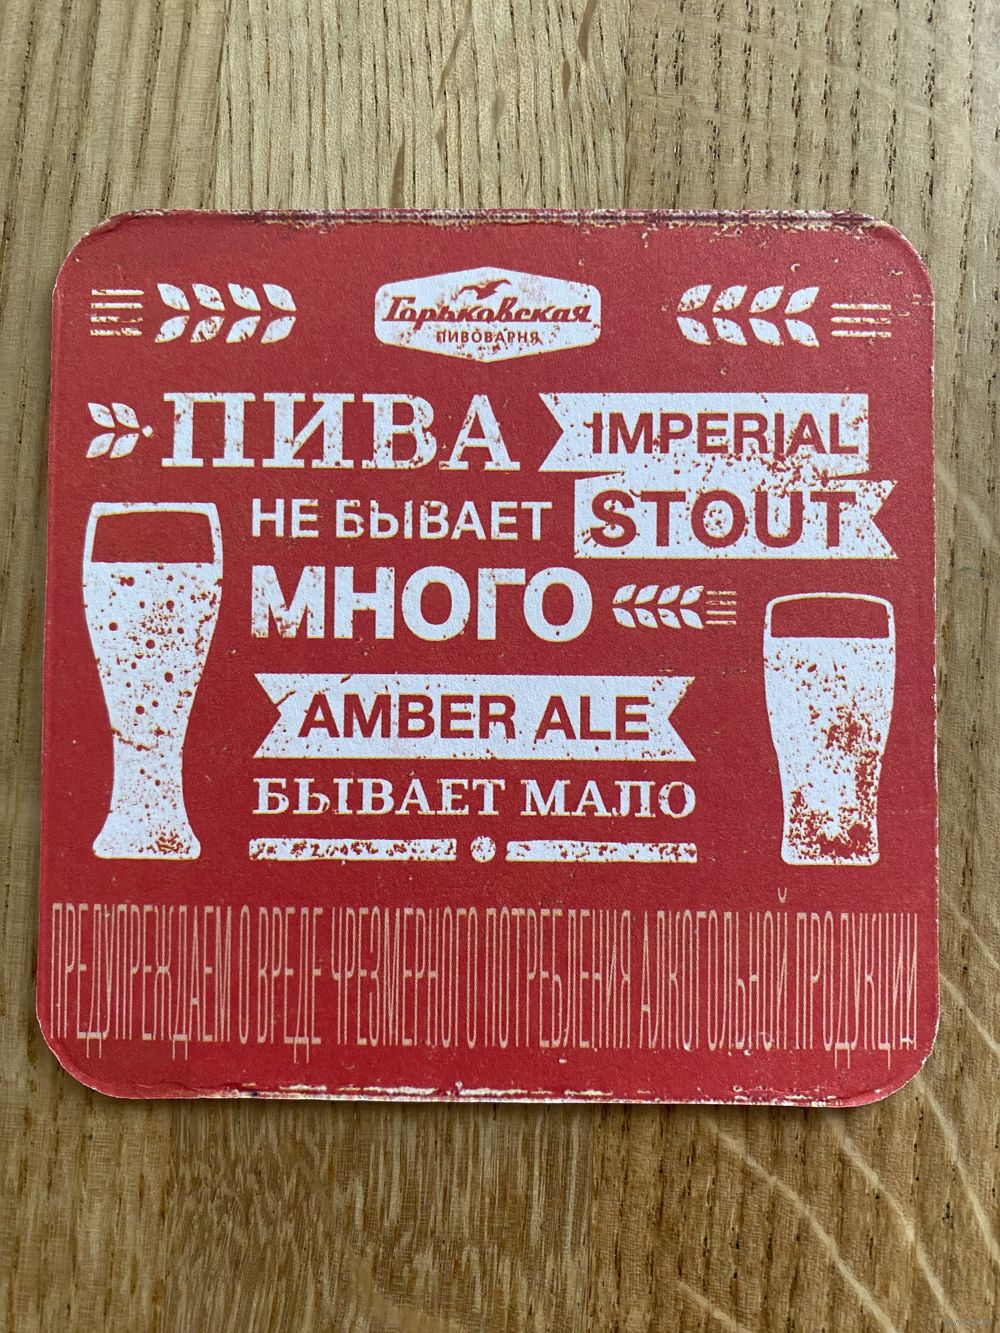 Горьковская
ПИВОВАРНЯ
ПИВА IMPERIAL
НЕ БЫВАЕТ STOUT
МНОГО
AMBER ALE
БЫВАЕТ МАЛО
ПРЕДУПРЕЖДАЕМ О ВРЕДЕ ЧРЕЗМЕРНОГО ПОТРЕБЛЕНИЯ АЛКОГОЛЬНОЙ ПРОДУКЦИИ